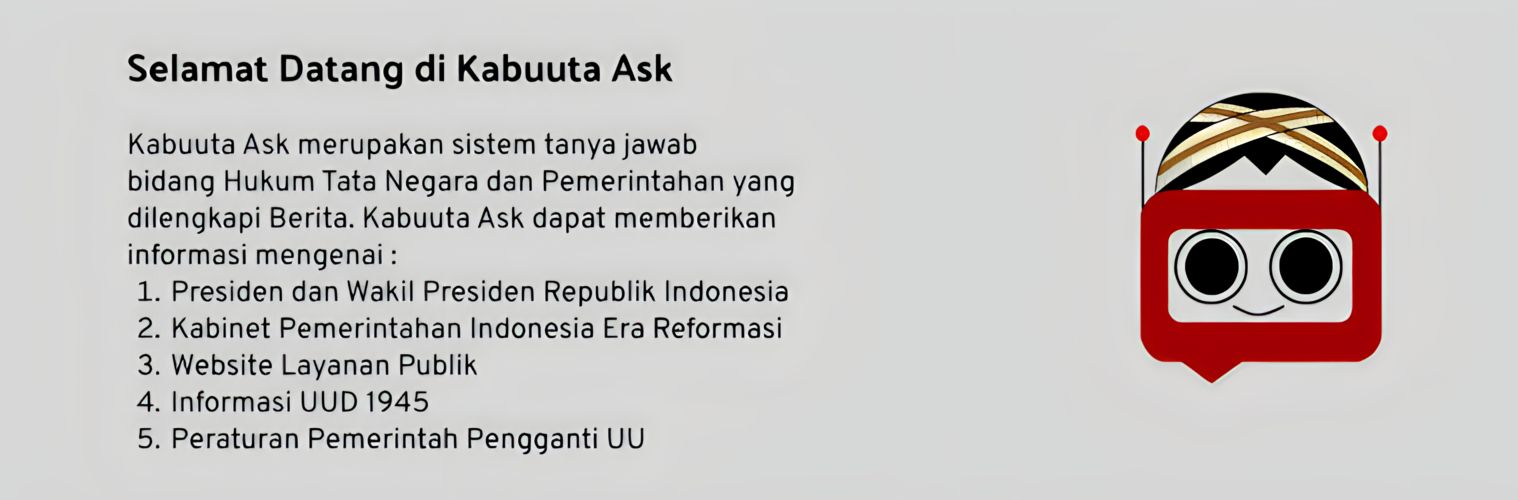 Selamat Datang di Kabuuta Ask
Kabuuta Ask merupakan sistem tanya jawab
bidang Hukum Tata Negara dan Pemerintahan yang
dilengkapi Berita. Kabuuta Ask dapat memberikan
informasi mengenai :
1. Presiden dan Wakil Presiden Republik Indonesia
2. Kabinet Pemerintahan Indonesia Era Reformasi
3. Website Layanan Publik
4. Informasi UUD 1945
5. Peraturan Pemerintah Pengganti UU